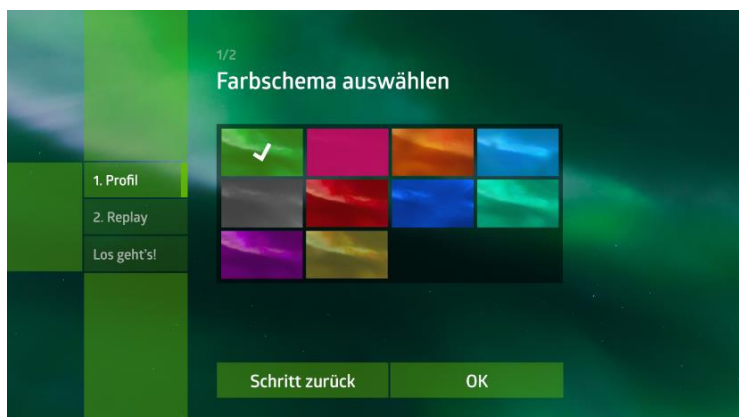 1/2
Farbschema auswählen
1. Profil
2. Replay
Los geht's!
Schritt zurück
OK